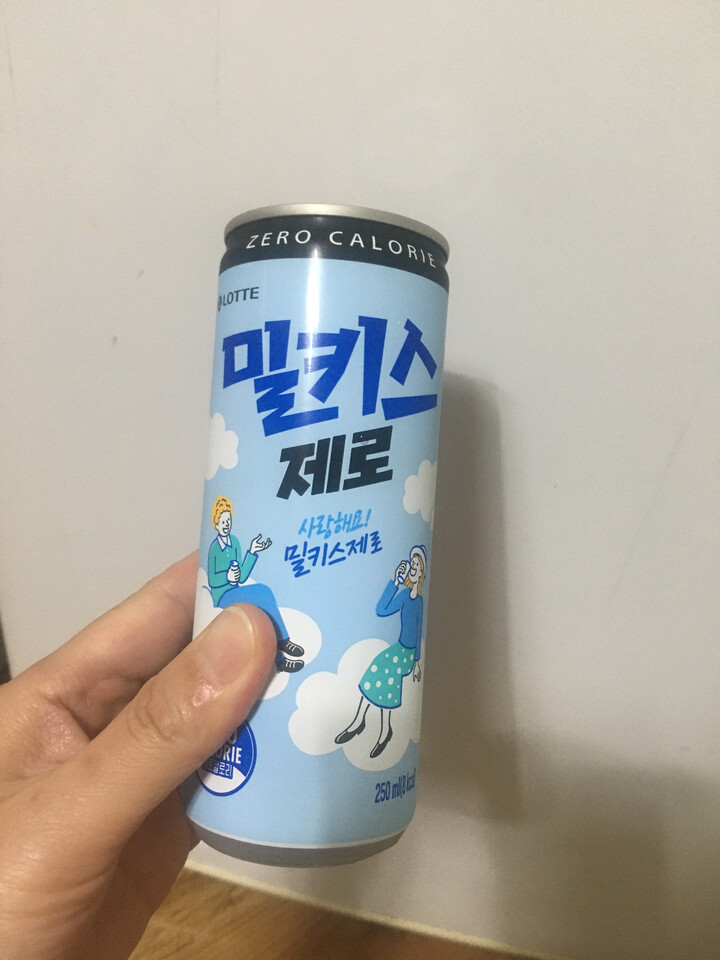 ZERO CALORIE
LOTTE
밀키스
제로
사랑해요!
밀키스제로
250 ml(8 kcal